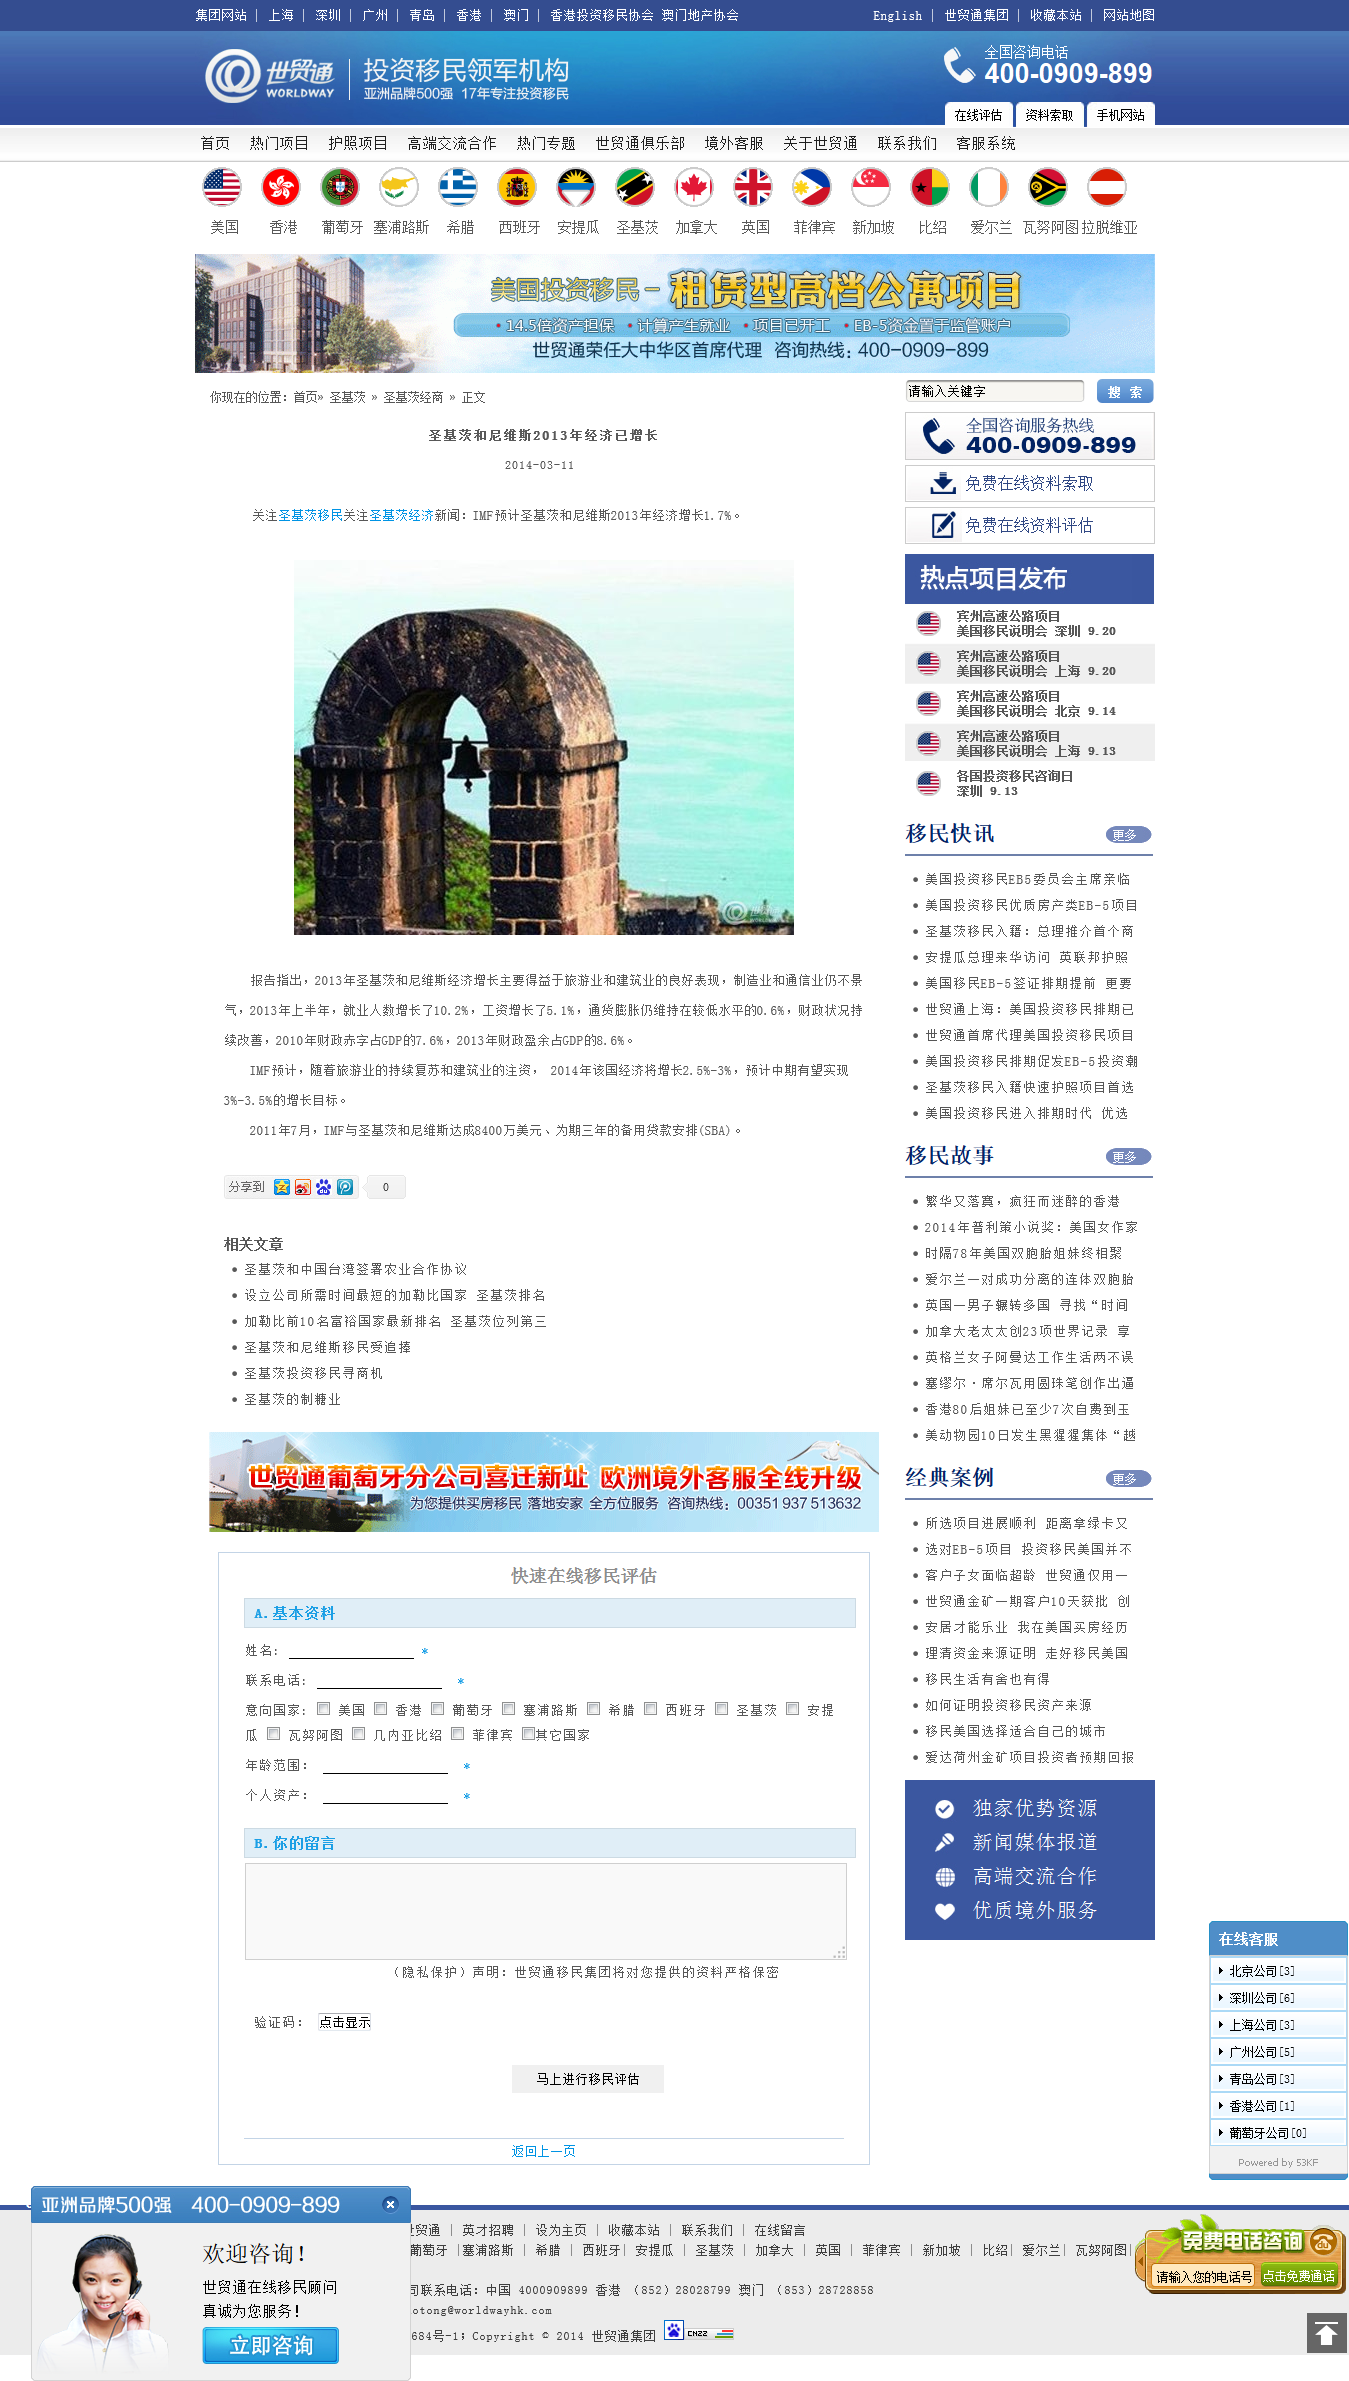 集团网站 | 上海 | 深圳 | 广州 | 青岛 | 香港 | 澳门 | 香港投资移民协会 澳门地产协会
English | 世贸通集团 | 收藏本站 | 网站地图
世贸通 WORLDWAY
投资移民领军机构
亚洲品牌500强 17年专注投资移民
全国咨询电话
400-0909-899
在线评估 资料索取 手机网站
首页 热门项目 护照项目 高端交流合作 热门专题 世贸通俱乐部 境外客服 关于世贸通 联系我们 客服系统
美国 香港 葡萄牙 塞浦路斯 希腊 西班牙 安提瓜 圣基茨 加拿大 英国 菲律宾 新加坡 比绍 爱尔兰 瓦努阿图 拉脱维亚
美国投资移民-租赁型高档公寓项目
•14.5倍资产担保 •计算产生就业 •项目已开工 •EB-5资金置于监管账户
世贸通荣任大中华区首席代理 咨询热线：400-0909-899
你现在的位置：首页» 圣基茨 » 圣基茨经商 » 正文
圣基茨和尼维斯2013年经济已增长
2014-03-11
关注圣基茨移民关注圣基茨经济新闻：IMF预计圣基茨和尼维斯2013年经济增长1.7%。
世贸通
报告指出，2013年圣基茨和尼维斯经济增长主要得益于旅游业和建筑业的良好表现，制造业和通信业仍不景
气，2013年上半年，就业人数增长了10.2%，工资增长了5.1%，通货膨胀仍维持在较低水平的0.6%，财政状况持
续改善，2010年财政赤字占GDP的7.6%，2013年财政盈余占GDP的8.6%。
IMF预计，随着旅游业的持续复苏和建筑业的注资， 2014年该国经济将增长2.5%-3%，预计中期有望实现
3%-3.5%的增长目标。
2011年7月，IMF与圣基茨和尼维斯达成8400万美元、为期三年的备用贷款安排(SBA)。
分享到 0
相关文章
圣基茨和中国台湾签署农业合作协议
设立公司所需时间最短的加勒比国家 圣基茨排名
加勒比前10名富裕国家最新排名 圣基茨位列第三
圣基茨和尼维斯移民受追捧
圣基茨投资移民寻商机
圣基茨的制糖业
世贸通葡萄牙分公司喜迁新址 欧洲境外客服全线升级
为您提供买房移民 落地安家 全方位服务 咨询热线：00351 937 513632
快速在线移民评估
A.基本资料
姓名： *
联系电话： *
意向国家： 美国 香港 葡萄牙 塞浦路斯 希腊 西班牙 圣基茨 安提
瓜 瓦努阿图 几内亚比绍 菲律宾 其它国家
年龄范围： *
个人资产： *
B.你的留言
（隐私保护）声明：世贸通移民集团将对您提供的资料严格保密
验证码： 点击显示
马上进行移民评估
返回上一页
请输入关键字 搜 索
全国咨询服务热线
400-0909-899
免费在线资料索取
免费在线资料评估
热点项目发布
宾州高速公路项目
美国移民说明会 深圳 9.20
宾州高速公路项目
美国移民说明会 上海 9.20
宾州高速公路项目
美国移民说明会 北京 9.14
宾州高速公路项目
美国移民说明会 上海 9.13
各国投资移民咨询日
深圳 9.13
移民快讯 更多
美国投资移民EB5委员会主席亲临
美国投资移民优质房产类EB-5项目
圣基茨移民入籍：总理推介首个商
安提瓜总理来华访问 英联邦护照
美国移民EB-5签证排期提前 更要
世贸通上海：美国投资移民排期已
世贸通首席代理美国投资移民项目
美国投资移民排期促发EB-5投资潮
圣基茨移民入籍快速护照项目首选
美国投资移民进入排期时代 优选
移民故事 更多
繁华又落寞，疯狂而迷醉的香港
2014年普利策小说奖：美国女作家
时隔78年美国双胞胎姐妹终相聚
爱尔兰一对成功分离的连体双胞胎
英国一男子辗转多国 寻找“时间
加拿大老太太创23项世界记录 享
英格兰女子阿曼达工作生活两不误
塞缪尔·席尔瓦用圆珠笔创作出逼
香港80后姐妹已至少7次自费到玉
美动物园10日发生黑猩猩集体“越
经典案例 更多
所选项目进展顺利 距离拿绿卡又
选对EB-5项目 投资移民美国并不
客户子女面临超龄 世贸通仅用一
世贸通金矿一期客户10天获批 创
安居才能乐业 我在美国买房经历
理清资金来源证明 走好移民美国
移民生活有舍也有得
如何证明投资移民资产来源
移民美国选择适合自己的城市
爱达荷州金矿项目投资者预期回报
独家优势资源
新闻媒体报道
高端交流合作
优质境外服务
在线客服
北京公司[3]
深圳公司[6]
上海公司[3]
广州公司[5]
青岛公司[3]
香港公司[1]
葡萄牙公司[0]
Powered by 53KF
亚洲品牌500强 400-0909-899
欢迎咨询！
世贸通在线移民顾问
真诚为您服务！
立即咨询
世贸通 | 英才招聘 | 设为主页 | 收藏本站 | 联系我们 | 在线留言
葡萄牙 |塞浦路斯 | 希腊 | 西班牙| 安提瓜 | 圣基茨 | 加拿大 | 英国 | 菲律宾 | 新加坡 | 比绍| 爱尔兰| 瓦努阿图|
司联系电话：中国 4000909899 香港 （852）28028799 澳门 （853）28728858
otong@worldwayhk.com
684号-1；Copyright © 2014 世贸通集团 CNZZ
免费电话咨询
请输入您的电话号 点击免费通话